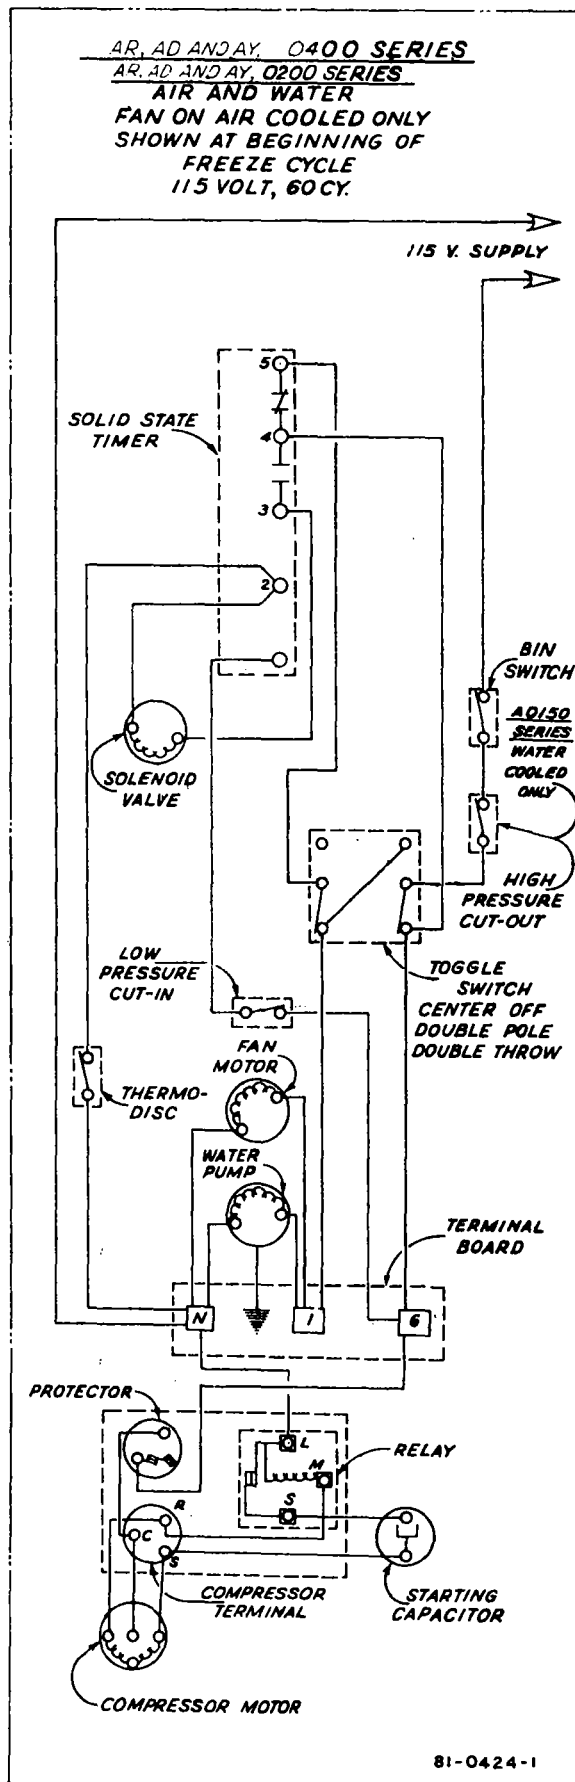 AR, AD AND AY, 0400 SERIES
AR, AD AND AY, 0200 SERIES
AIR AND WATER
FAN ON AIR COOLED ONLY
SHOWN AT BEGINNING OF
FREEZE CYCLE
115 VOLT, 60 CY.
115 V. SUPPLY
5
4
3
2
SOLID STATE
TIMER
BIN
SWITCH
AQ150
SERIES
WATER
COOLED
ONLY
SOLENOID
VALVE
HIGH
PRESSURE
CUT-OUT
LOW
PRESSURE
CUT-IN
TOGGLE
SWITCH
CENTER OFF
DOUBLE POLE
DOUBLE THROW
FAN
MOTOR
THERMO-
DISC
WATER
PUMP
TERMINAL
BOARD
N
1
6
PROTECTOR
L
M
S
RELAY
R
C
S
COMPRESSOR
TERMINAL
STARTING
CAPACITOR
COMPRESSOR MOTOR
81-0424-1